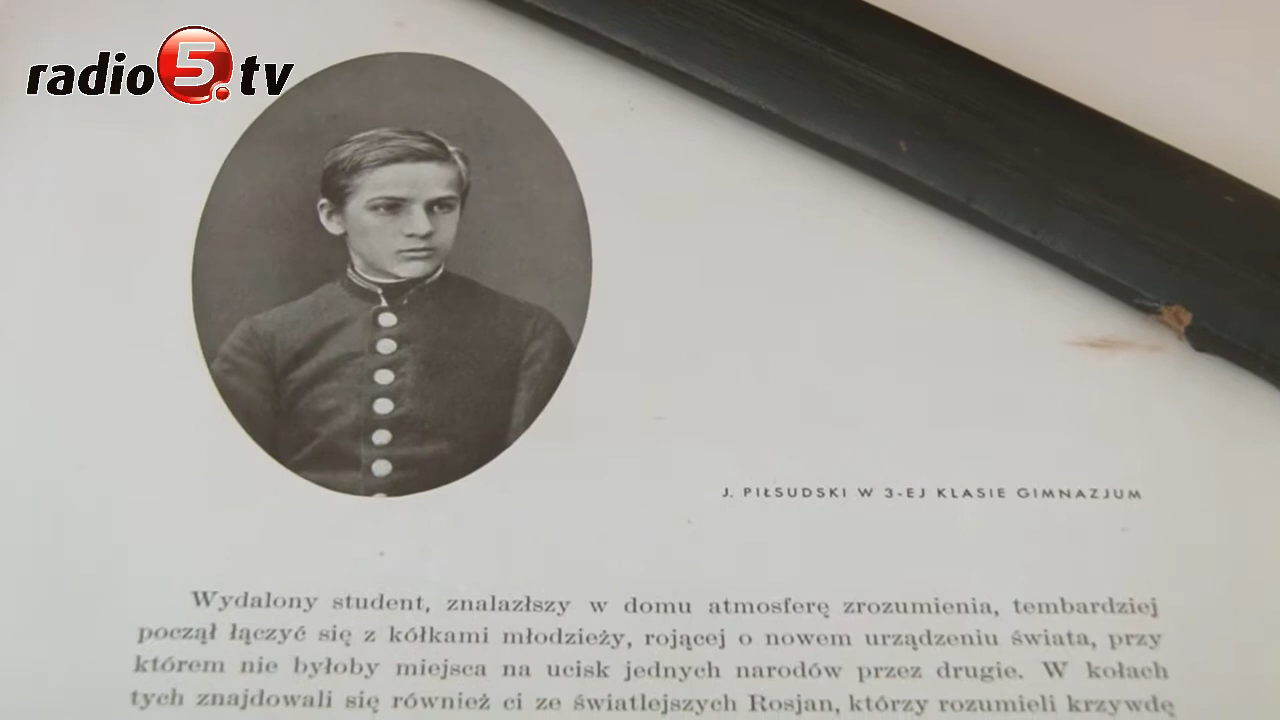 radio5.tv
J. PIŁSUDSKI W 3-EJ KLASIE GIMNAZJUM
Wydalony student, znalazłszy w domu atmosferę zrozumienia, tembardziej
począł łączyć się z kółkami młodzieży, rojącej o nowem urządzeniu świata, przy
którem nie byłoby miejsca na ucisk jednych narodów przez drugie. W kołach
tych znajdowali się również ci ze światlejszych Rosjan, którzy rozumieli krzywdę